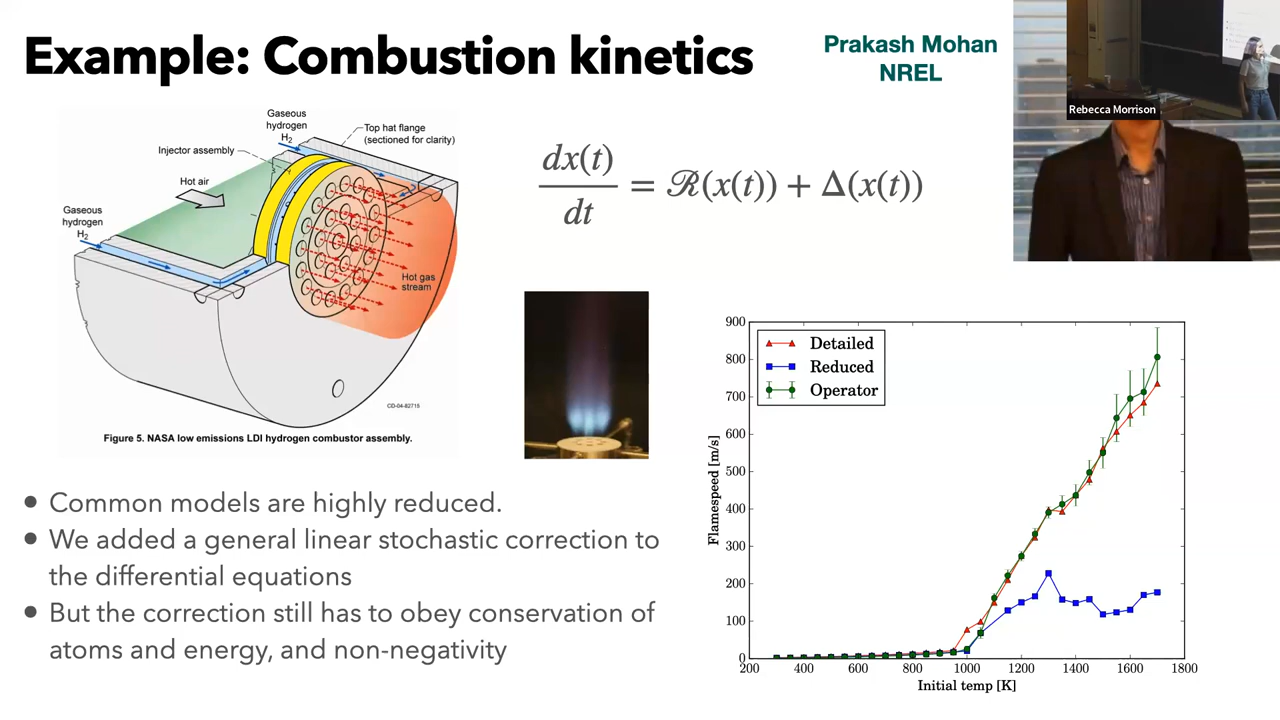 Example: Combustion kinetics
Prakash Mohan
NREL
Rebecca Morrison
Gaseous
hydrogen
H2
Top hat flange
(sectioned for clarity)
Injector assembly
Hot air
Gaseous
hydrogen
H2
Hot gas
stream
CD-04-82715
Figure 5. NASA low emissions LDI hydrogen combustor assembly.
dx(t)
dt
= ℛ(x(t)) + Δ(x(t))
• Common models are highly reduced.
• We added a general linear stochastic correction to
the differential equations
• But the correction still has to obey conservation of
atoms and energy, and non-negativity
Detailed
Reduced
Operator
Flamespeed [m/s]
900
800
700
600
500
400
300
200
100
0
200 400 600 800 1000 1200 1400 1600 1800
Initial temp [K]